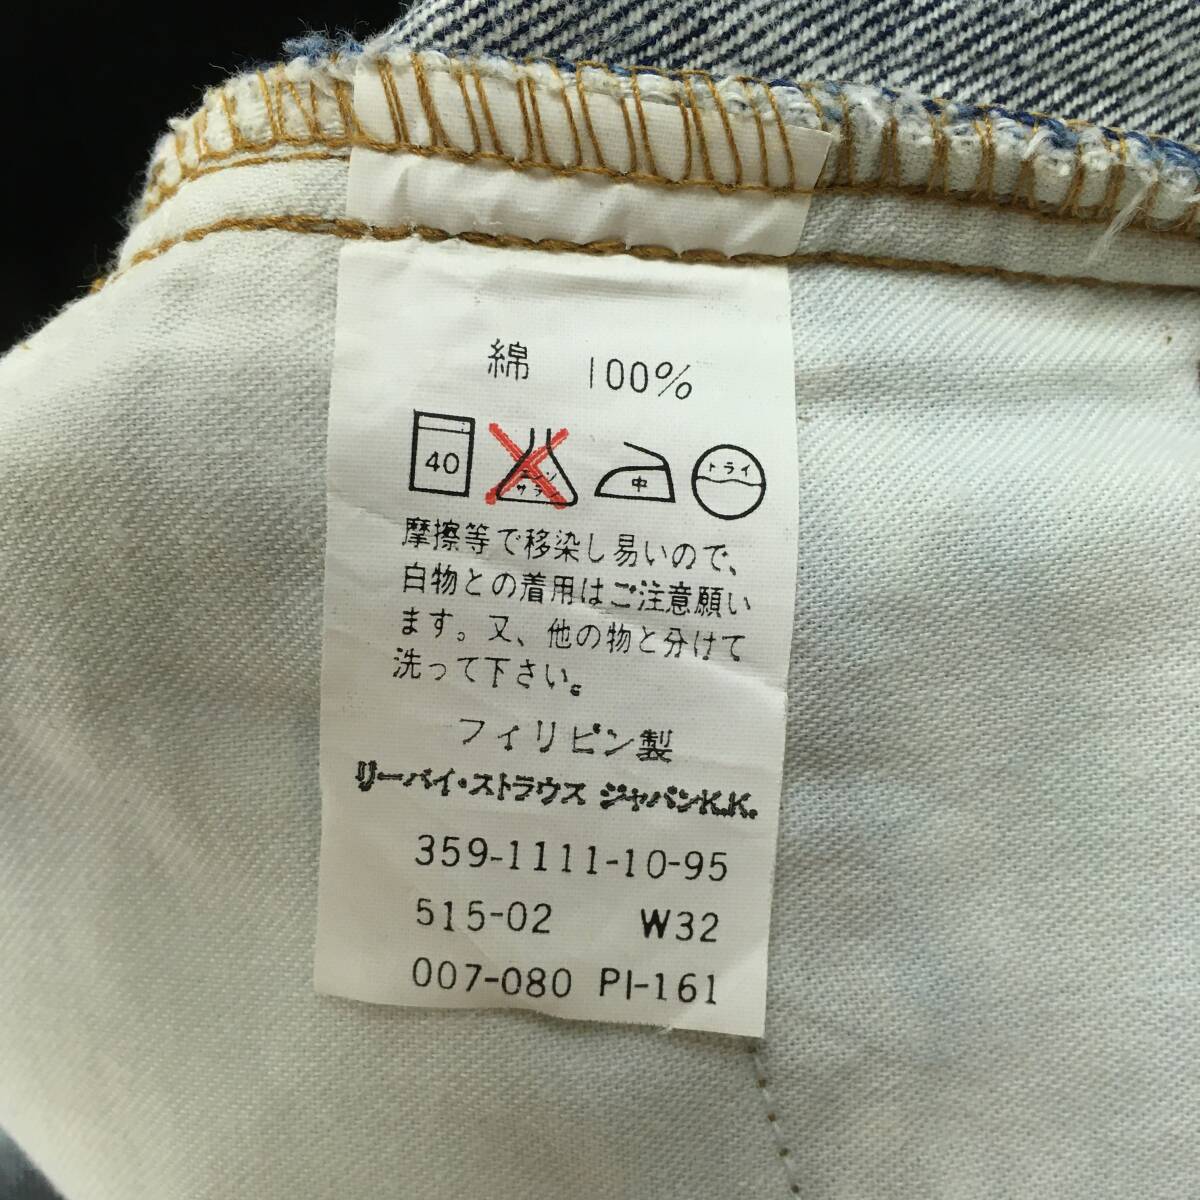 綿 100%
40 エンソ サラシ 中 ドライ
摩擦等で移染し易いので、
白物との着用はご注意願い
ます。又、他の物と分けて
洗って下さい。
フィリピン製
リーバイ・ストラウス ジャパンK.K.
359-1111-10-95
515-02 W32
007-080 PI-161